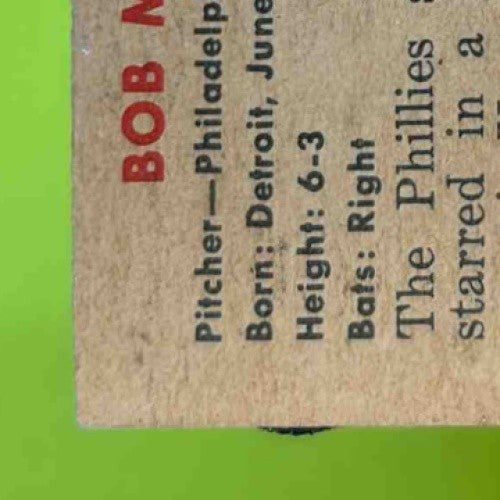 BOB
Pitcher—Philadelp
Born: Detroit, June
Height: 6-3
Bats: Right
The Phillies
starred in a